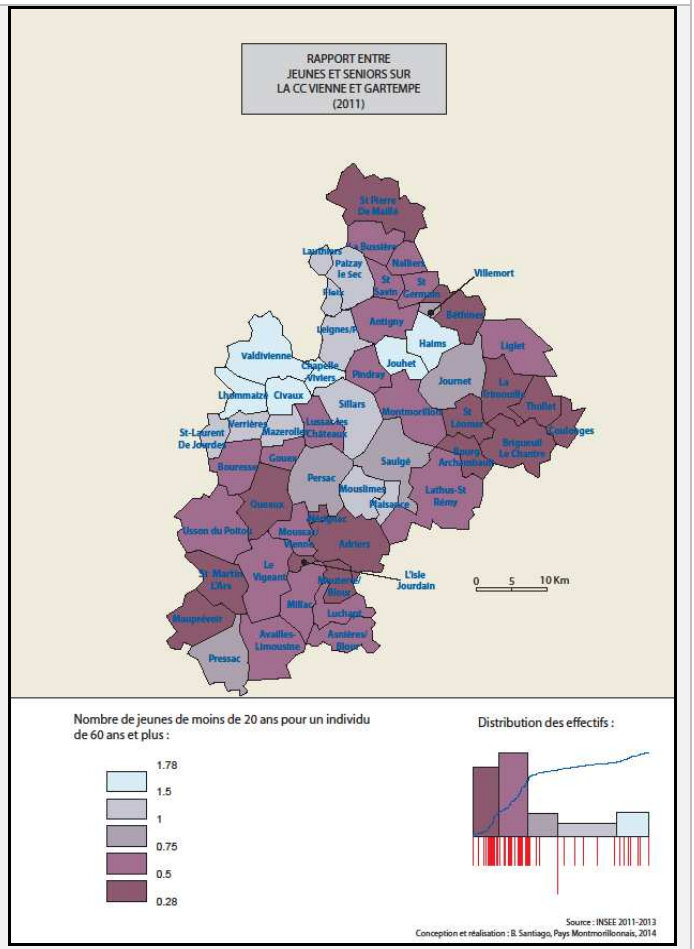 RAPPORT ENTRE
JEUNES ET SENIORS SUR
LA CC VIENNE ET GARTEMPE
(2011)
St Pierre
De Maillé
La Bussière
Lauthiers
Paizay
le Sec
Nalliers
Villemort
St
Savin
St
Germain
Fleix
Béthines
Antigny
Leignes/F
Haims
Liglet
Valdivienne
Jouhet
Chapelle
Viviers
Pindray
Journet
La
Trimouille
Lhommaizé
Civaux
Sillars
Thollet
Montmorillon
St
Léomer
Coulonges
Verrières
Lussac les
Châteaux
St-Laurent
De Jourdes
Mazerolles
Brigueuil
Le Chantre
Bourg
Archambault
Gouex
Saulgé
Bouresse
Persac
Mouslimes
Lathus-St
Rémy
Plaisance
Queaux
Nérignac
Usson du Poitou
Moussac/
Vienne
Adriers
Le
Vigeant
L'isle
Jourdain
St Martin
L'Ars
Mouterre/
Blour
0 5 10 Km
Millac
Luchapt
Mauprévoir
Availles-
Limousine
Asnières/
Blour
Pressac
Nombre de jeunes de moins de 20 ans pour un individu
de 60 ans et plus :
1.78
1.5
1
0.75
0.5
0.28
Distribution des effectifs :
Source : INSEE 2011-2013
Conception et réalisation : B. Santiago, Pays Montmorillonnais, 2014